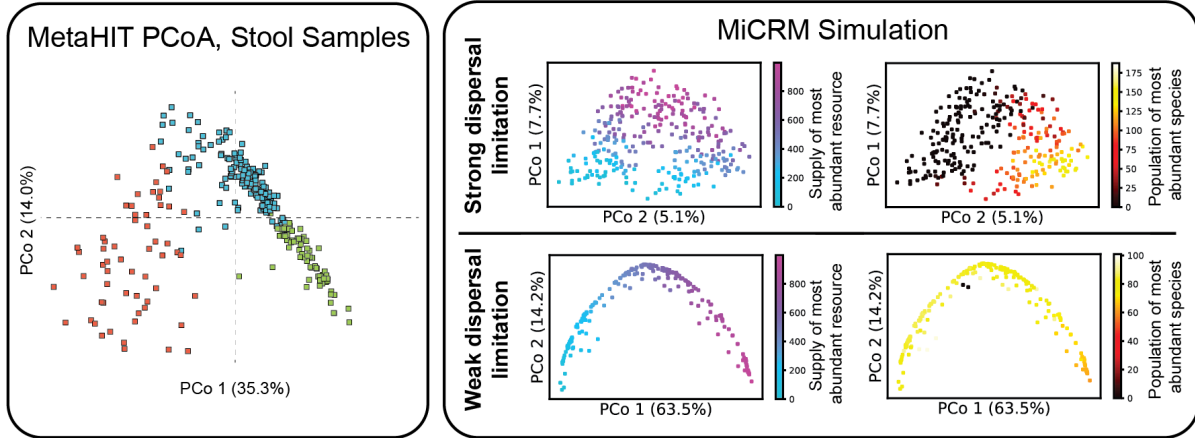 MetaHIT PCoA, Stool Samples
PCo 2 (14.0%)
PCo 1 (35.3%)
MiCRM Simulation
Strong dispersal
limitation
PCo 1 (7.7%)
PCo 2 (5.1%)
800
600
400
200
0
Supply of most
abundant resource
PCo 1 (7.7%)
PCo 2 (5.1%)
175
150
125
100
75
50
25
0
Population of most
abundant species
Weak dispersal
limitation
PCo 2 (14.2%)
PCo 1 (63.5%)
800
600
400
200
0
Supply of most
abundant resource
PCo 2 (14.2%)
PCo 1 (63.5%)
100
80
60
40
20
0
Population of most
abundant species